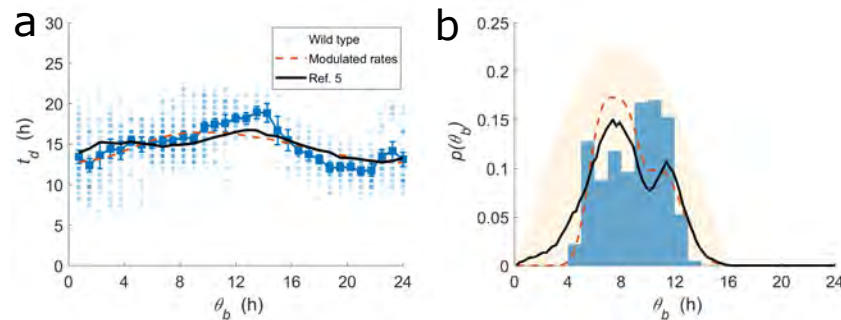 a
30
25
20
15
10
5
0
t_d (h)
0 4 8 12 16 20 24
θ_b (h)
Wild type
Modulated rates
Ref. 5
b
0.25
0.2
0.15
0.1
0.05
0
p(θ_b)
0 4 8 12 16 20 24
θ_b (h)